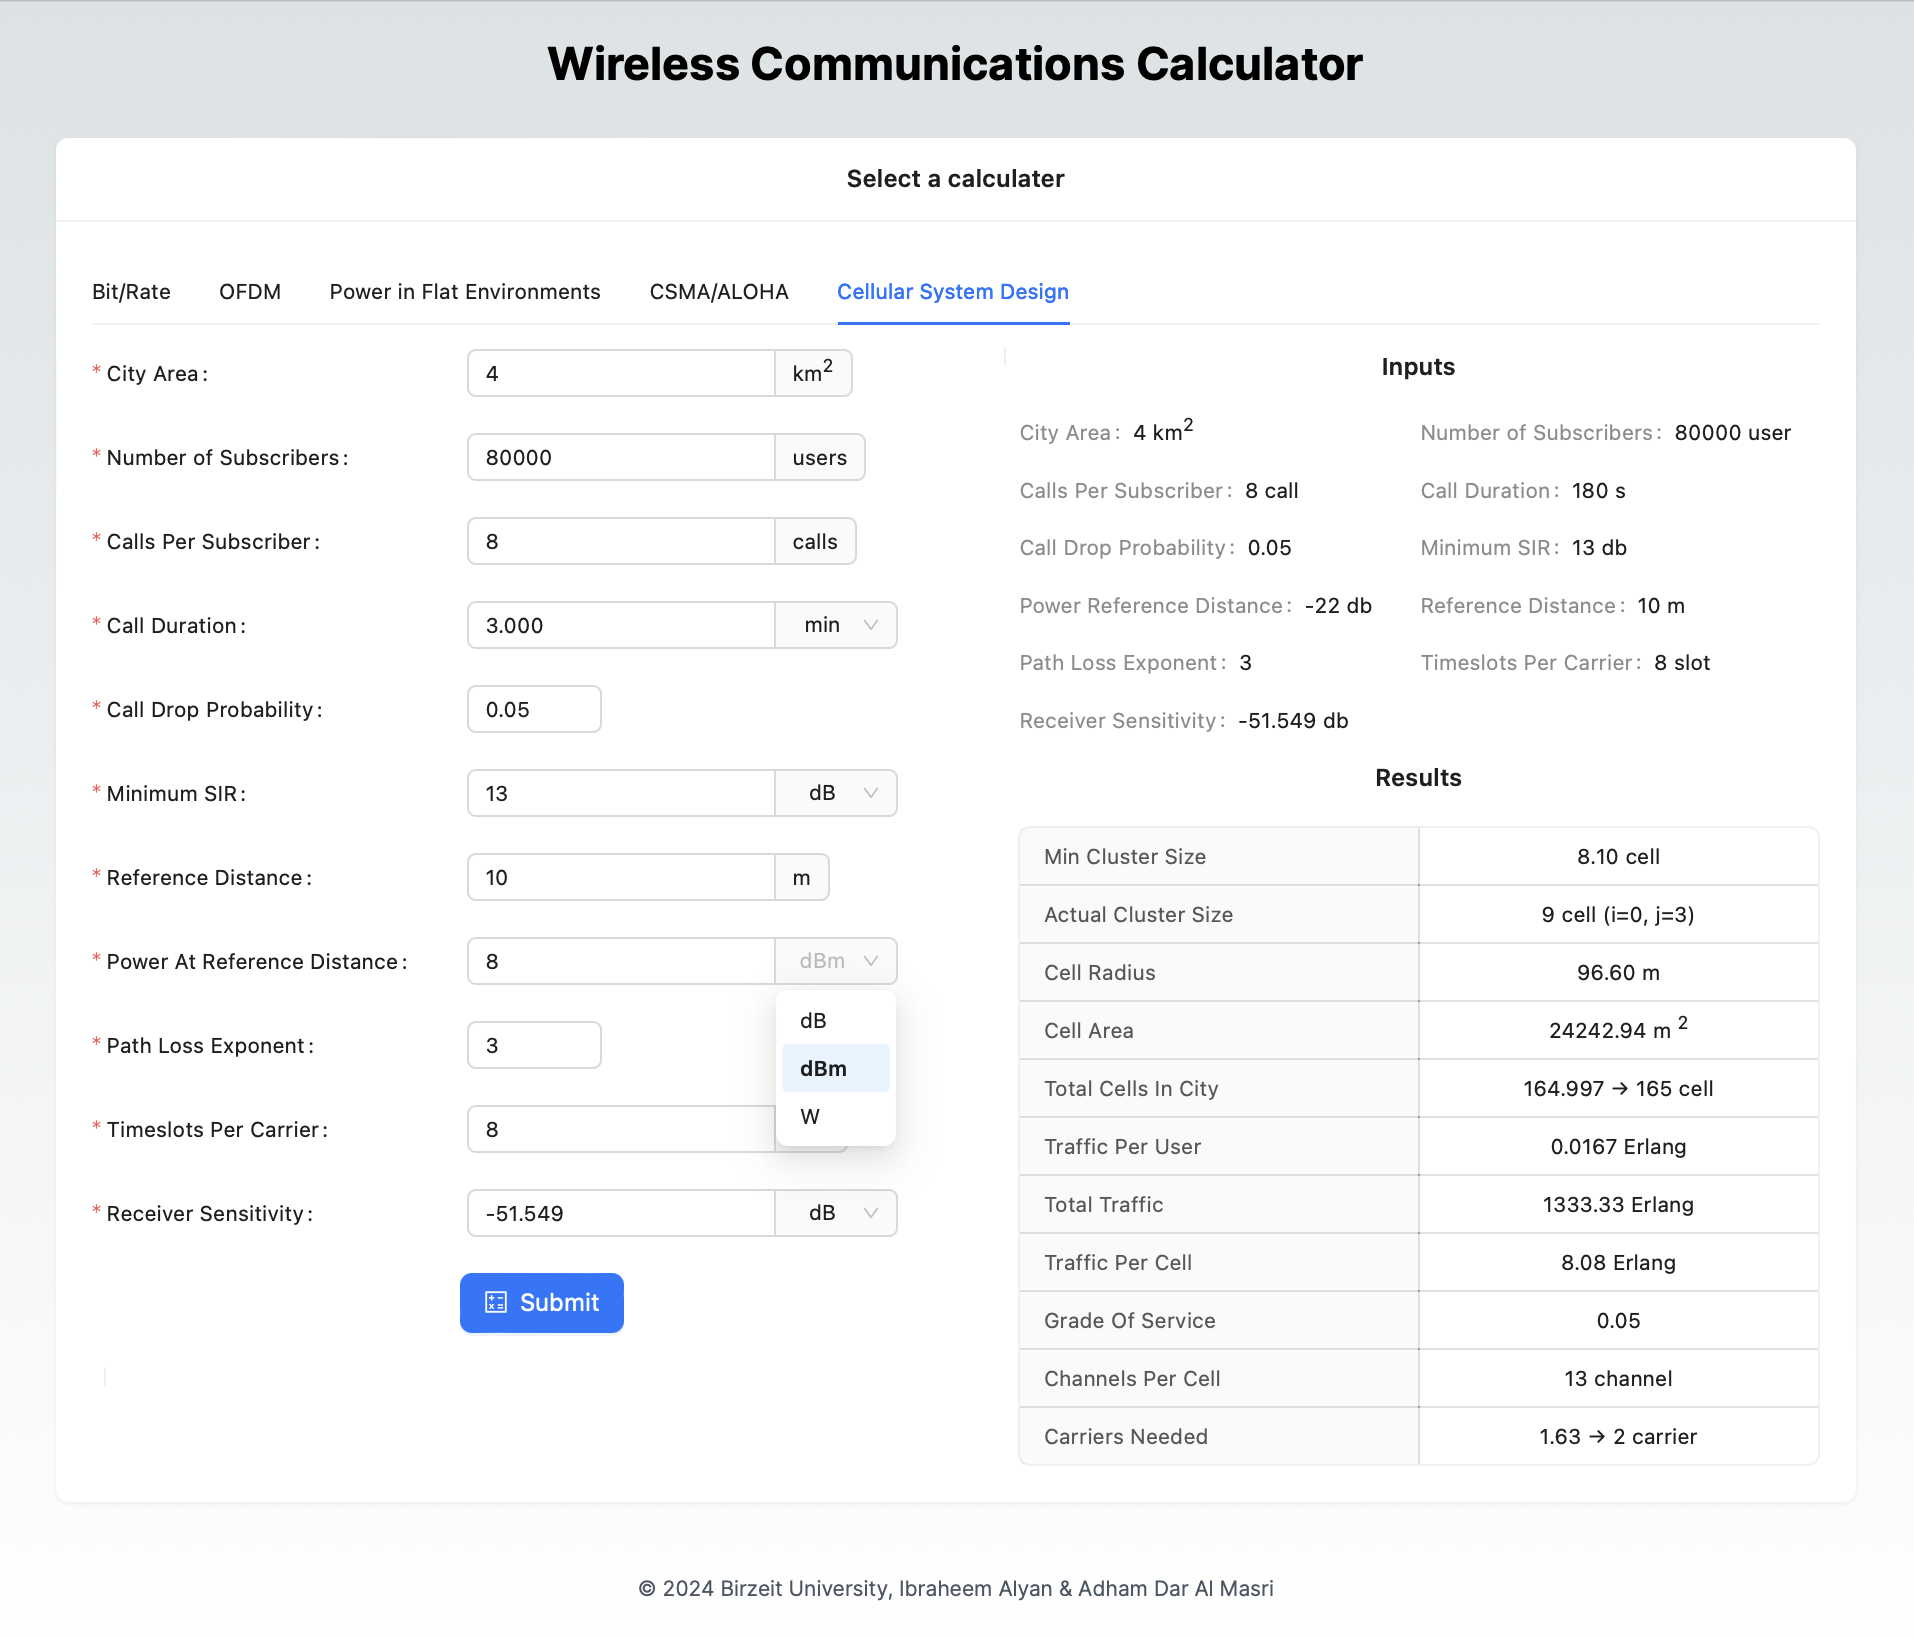 Wireless Communications Calculator
Select a calculater
Bit/Rate OFDM Power in Flat Environments CSMA/ALOHA Cellular System Design
* City Area: 4 km2
* Number of Subscribers: 80000 users
* Calls Per Subscriber: 8 calls
* Call Duration: 3.000 min
* Call Drop Probability: 0.05
* Minimum SIR: 13 dB
* Reference Distance: 10 m
* Power At Reference Distance: 8 dBm
dB
dBm
W
* Path Loss Exponent: 3
* Timeslots Per Carrier: 8
* Receiver Sensitivity: -51.549 dB
Submit
Inputs
City Area: 4 km2 Number of Subscribers: 80000 user
Calls Per Subscriber: 8 call Call Duration: 180 s
Call Drop Probability: 0.05 Minimum SIR: 13 db
Power Reference Distance: -22 db Reference Distance: 10 m
Path Loss Exponent: 3 Timeslots Per Carrier: 8 slot
Receiver Sensitivity: -51.549 db
Results
Min Cluster Size 8.10 cell
Actual Cluster Size 9 cell (i=0, j=3)
Cell Radius 96.60 m
Cell Area 24242.94 m 2
Total Cells In City 164.997 → 165 cell
Traffic Per User 0.0167 Erlang
Total Traffic 1333.33 Erlang
Traffic Per Cell 8.08 Erlang
Grade Of Service 0.05
Channels Per Cell 13 channel
Carriers Needed 1.63 → 2 carrier
© 2024 Birzeit University, Ibraheem Alyan & Adham Dar Al Masri